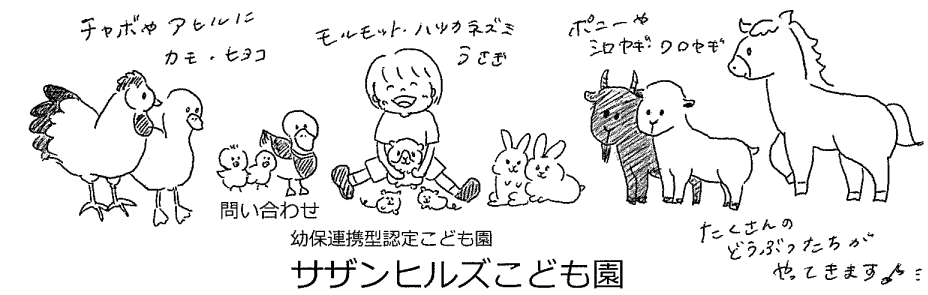 チャボや アヒルに
カモ・ヒヨコ
モルモット・ハツカネズミ
うさぎ
ポニーや
シロヤギ・クロヤギ
問い合わせ
幼保連携型認定こども園
サザンヒルズこども園
たくさんの
どうぶつたちが
やってきます♪